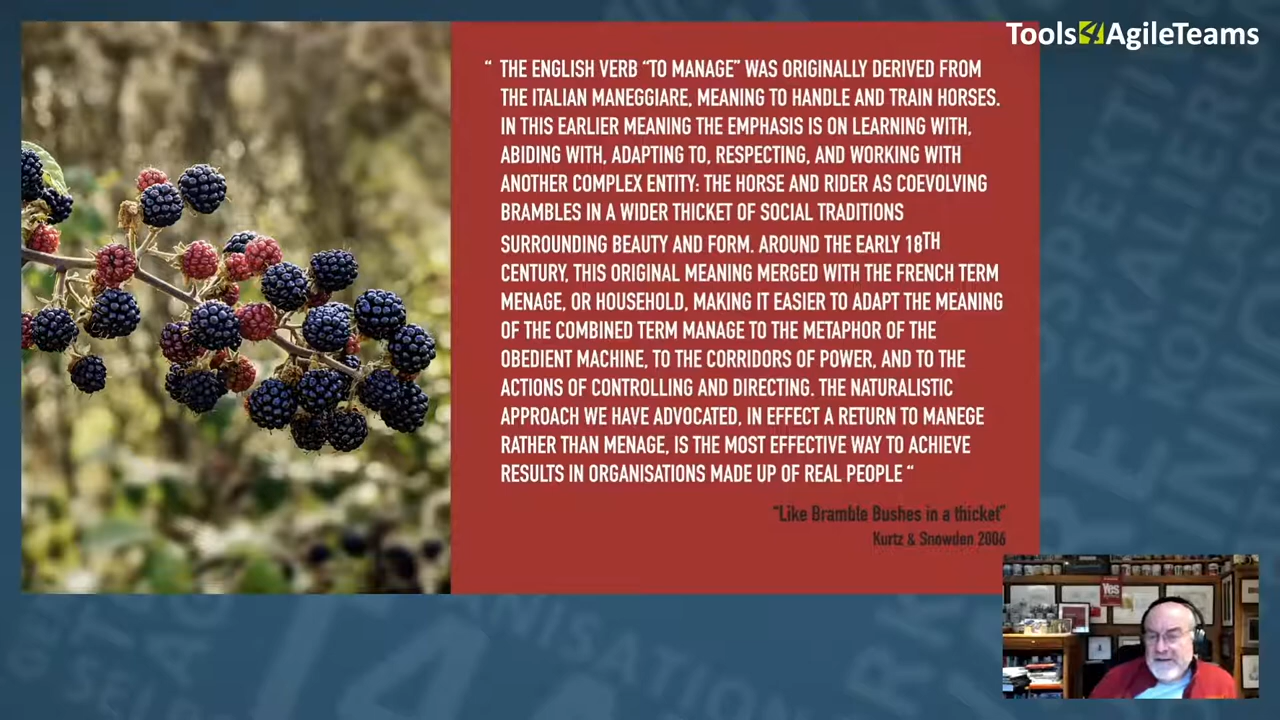 Tools4AgileTeams
“ THE ENGLISH VERB “TO MANAGE” WAS ORIGINALLY DERIVED FROM
THE ITALIAN MANEGGIARE, MEANING TO HANDLE AND TRAIN HORSES.
IN THIS EARLIER MEANING THE EMPHASIS IS ON LEARNING WITH,
ABIDING WITH, ADAPTING TO, RESPECTING, AND WORKING WITH
ANOTHER COMPLEX ENTITY: THE HORSE AND RIDER AS COEVOLVING
BRAMBLES IN A WIDER THICKET OF SOCIAL TRADITIONS
SURROUNDING BEAUTY AND FORM. AROUND THE EARLY 18TH
CENTURY, THIS ORIGINAL MEANING MERGED WITH THE FRENCH TERM
MENAGE, OR HOUSEHOLD, MAKING IT EASIER TO ADAPT THE MEANING
OF THE COMBINED TERM MANAGE TO THE METAPHOR OF THE
OBEDIENT MACHINE, TO THE CORRIDORS OF POWER, AND TO THE
ACTIONS OF CONTROLLING AND DIRECTING. THE NATURALISTIC
APPROACH WE HAVE ADVOCATED, IN EFFECT A RETURN TO MANEGE
RATHER THAN MENAGE, IS THE MOST EFFECTIVE WAY TO ACHIEVE
RESULTS IN ORGANISATIONS MADE UP OF REAL PEOPLE “
“Like Bramble Bushes in a thicket”
Kurtz & Snowden 2006
Yes